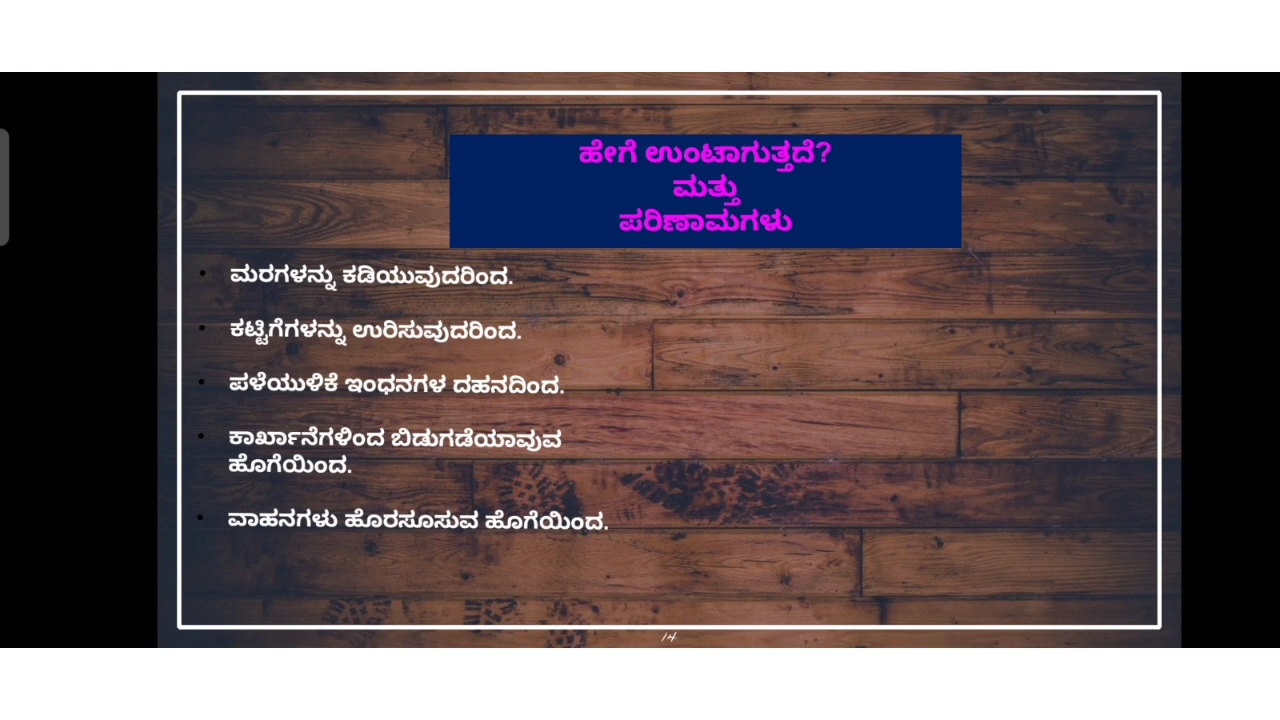 ಹೇಗೆ ಉಂಟಾಗುತ್ತದೆ?
ಮತ್ತು
ಪರಿಣಾಮಗಳು
• ಮರಗಳನ್ನು ಕಡಿಯುವುದರಿಂದ.
• ಕಟ್ಟಿಗೆಗಳನ್ನು ಉರಿಸುವುದರಿಂದ.
• ಪಳೆಯುಳಿಕೆ ಇಂಧನಗಳ ದಹನದಿಂದ.
• ಕಾರ್ಖಾನೆಗಳಿಂದ ಬಿಡುಗಡೆಯಾವುವ
ಹೊಗೆಯಿಂದ.
• ವಾಹನಗಳು ಹೊರಸೂಸುವ ಹೊಗೆಯಿಂದ.
14